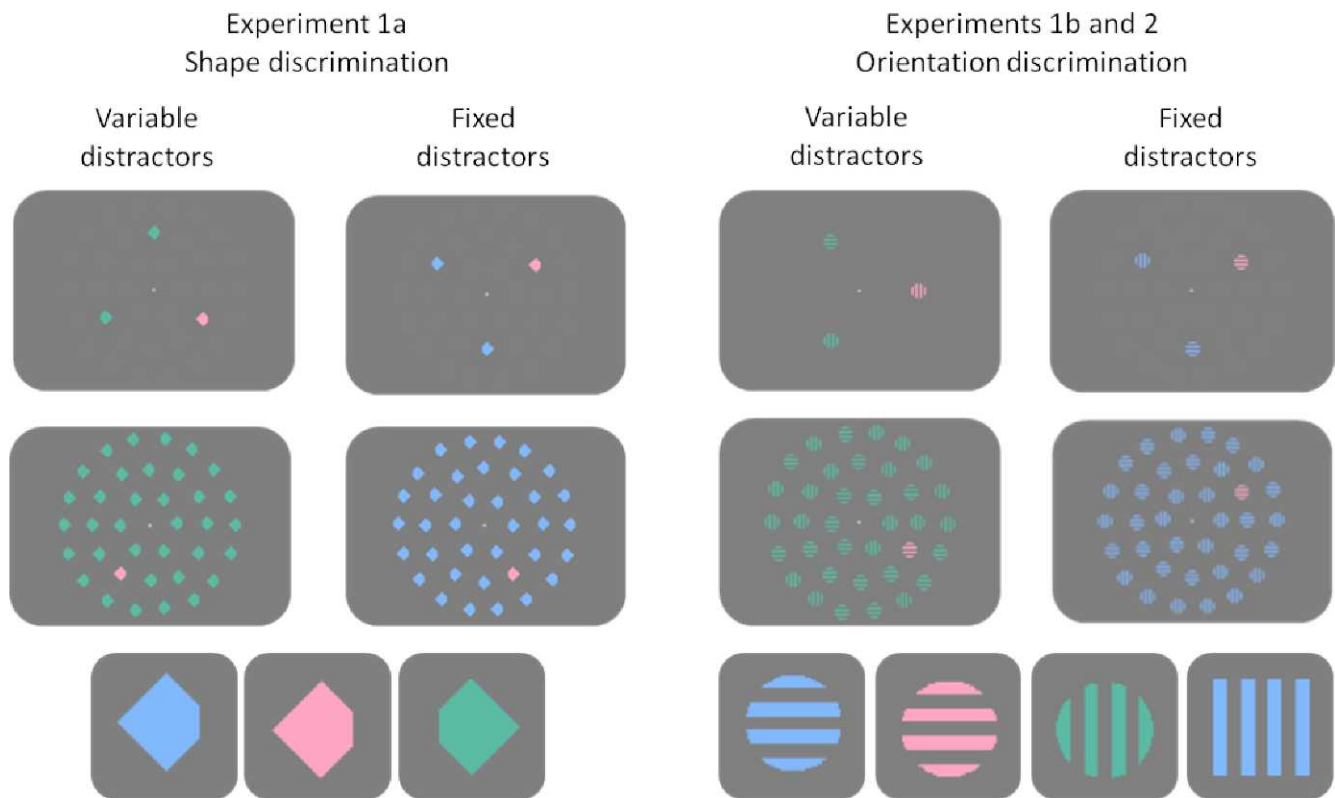 Experiment 1a
Shape discrimination
Experiments 1b and 2
Orientation discrimination
Variable
distractors
Fixed
distractors
Variable
distractors
Fixed
distractors